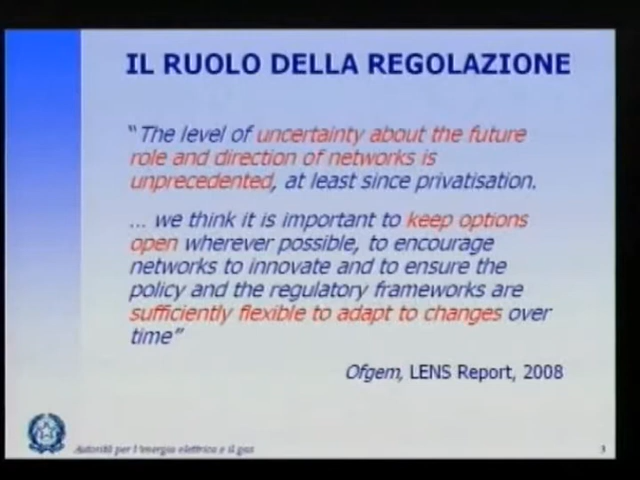 IL RUOLO DELLA REGOLAZIONE
“The level of uncertainty about the future
role and direction of networks is
unprecedented, at least since privatisation.
... we think it is important to keep options
open wherever possible, to encourage
networks to innovate and to ensure the
policy and the regulatory frameworks are
sufficiently flexible to adapt to changes over
time”
Ofgem, LENS Report, 2008
Autorità per l'energia elettrica e il gas
3